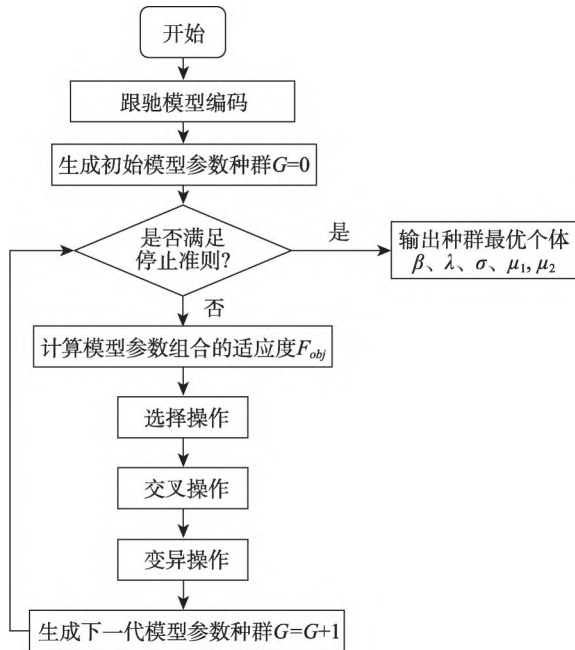 开始
跟驰模型编码
生成初始模型参数种群G=0
是否满足
停止准则?
是
输出种群最优个体
β、λ、σ、μ₁, μ₂
否
计算模型参数组合的适应度F_obj
选择操作
交叉操作
变异操作
生成下一代模型参数种群G=G+1